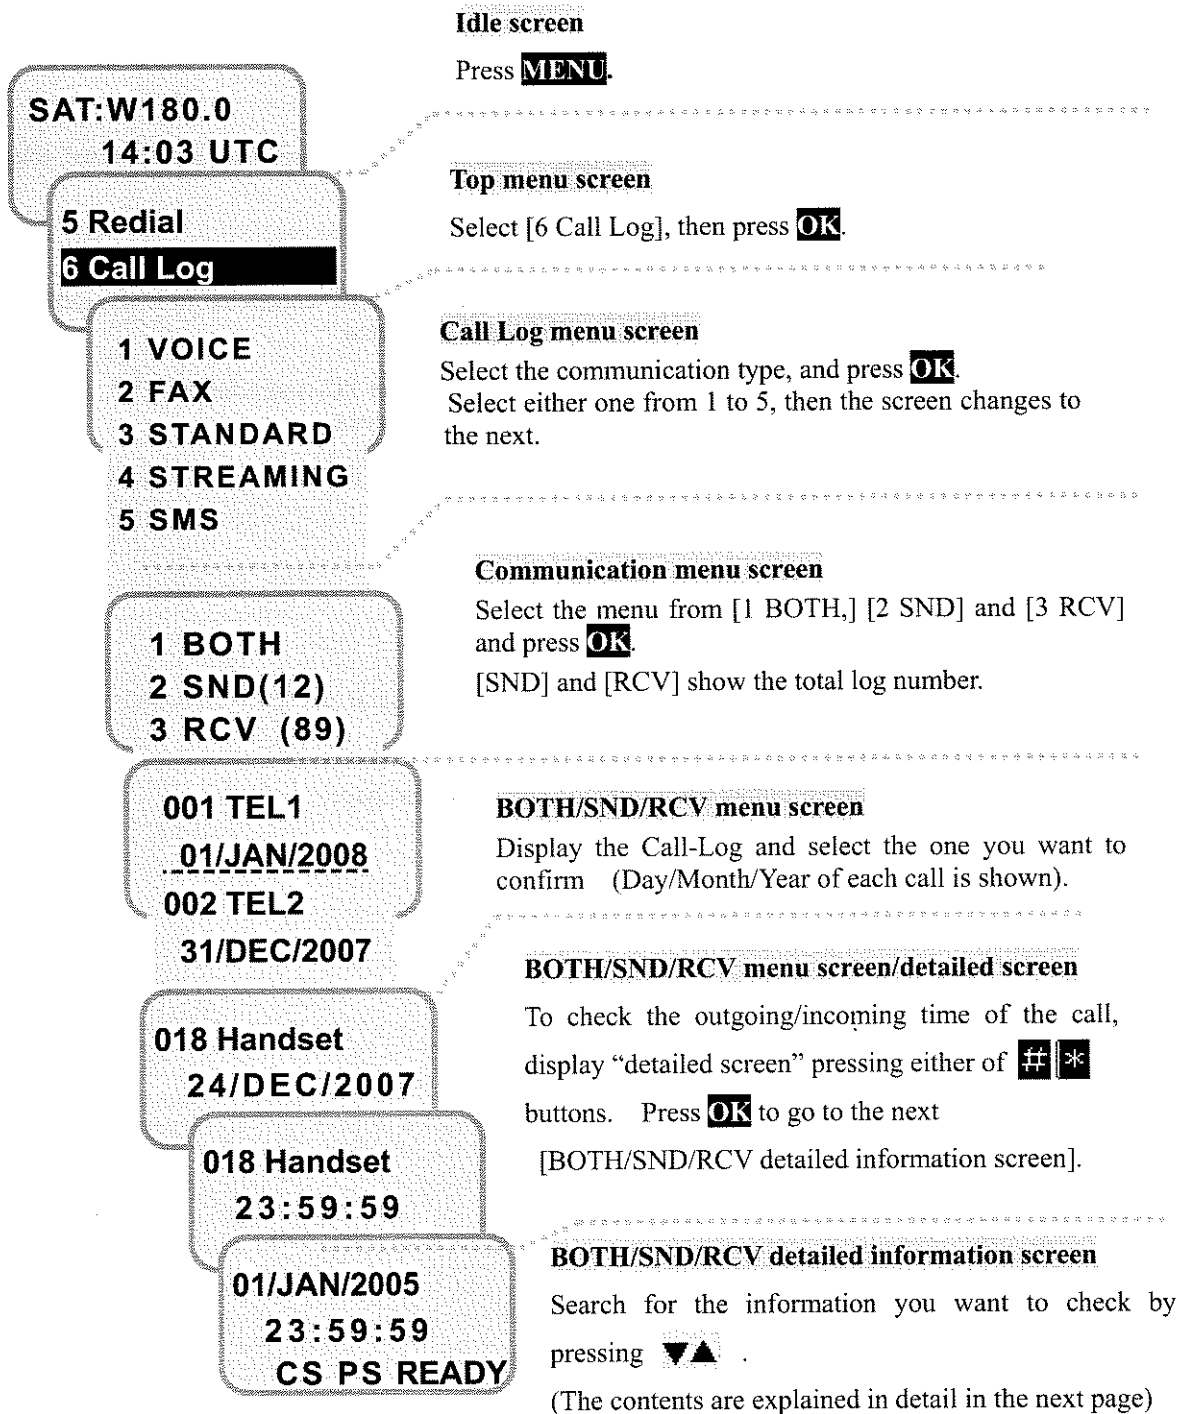 Idle screen
Press MENU.
SAT:W180.0
14:03 UTC
Top menu screen
Select [6 Call Log], then press OK.
5 Redial
6 Call Log
Call Log menu screen
Select the communication type, and press OK.
Select either one from 1 to 5, then the screen changes to
the next.
1 VOICE
2 FAX
3 STANDARD
4 STREAMING
5 SMS
Communication menu screen
Select the menu from [1 BOTH,] [2 SND] and [3 RCV]
and press OK.
[SND] and [RCV] show the total log number.
1 BOTH
2 SND(12)
3 RCV (89)
BOTH/SND/RCV menu screen
Display the Call-Log and select the one you want to
confirm (Day/Month/Year of each call is shown).
001 TEL1
01/JAN/2008
002 TEL2
31/DEC/2007
BOTH/SND/RCV menu screen/detailed screen
To check the outgoing/incoming time of the call,
display “detailed screen” pressing either of # *
buttons. Press OK to go to the next
[BOTH/SND/RCV detailed information screen].
018 Handset
24/DEC/2007
018 Handset
23:59:59
BOTH/SND/RCV detailed information screen
Search for the information you want to check by
pressing ▼▲ .
(The contents are explained in detail in the next page)
01/JAN/2005
23:59:59
CS PS READY